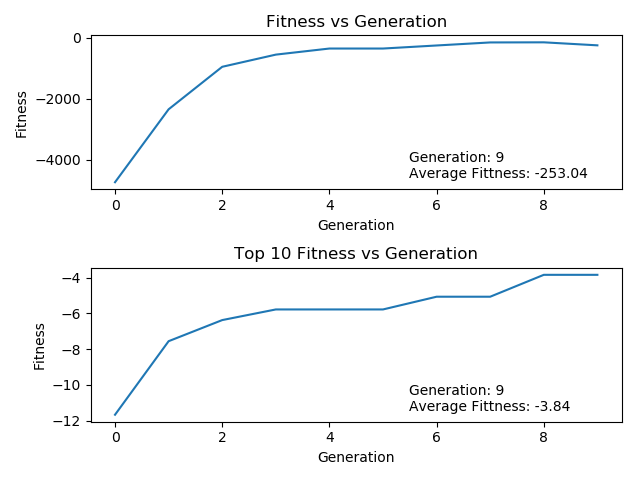 Fitness vs Generation
0
−2000
−4000
Fitness
Generation: 9
Average Fittness: -253.04
0 2 4 6 8
Generation
Top 10 Fitness vs Generation
−4
−6
−8
−10
−12
Fitness
Generation: 9
Average Fittness: -3.84
0 2 4 6 8
Generation